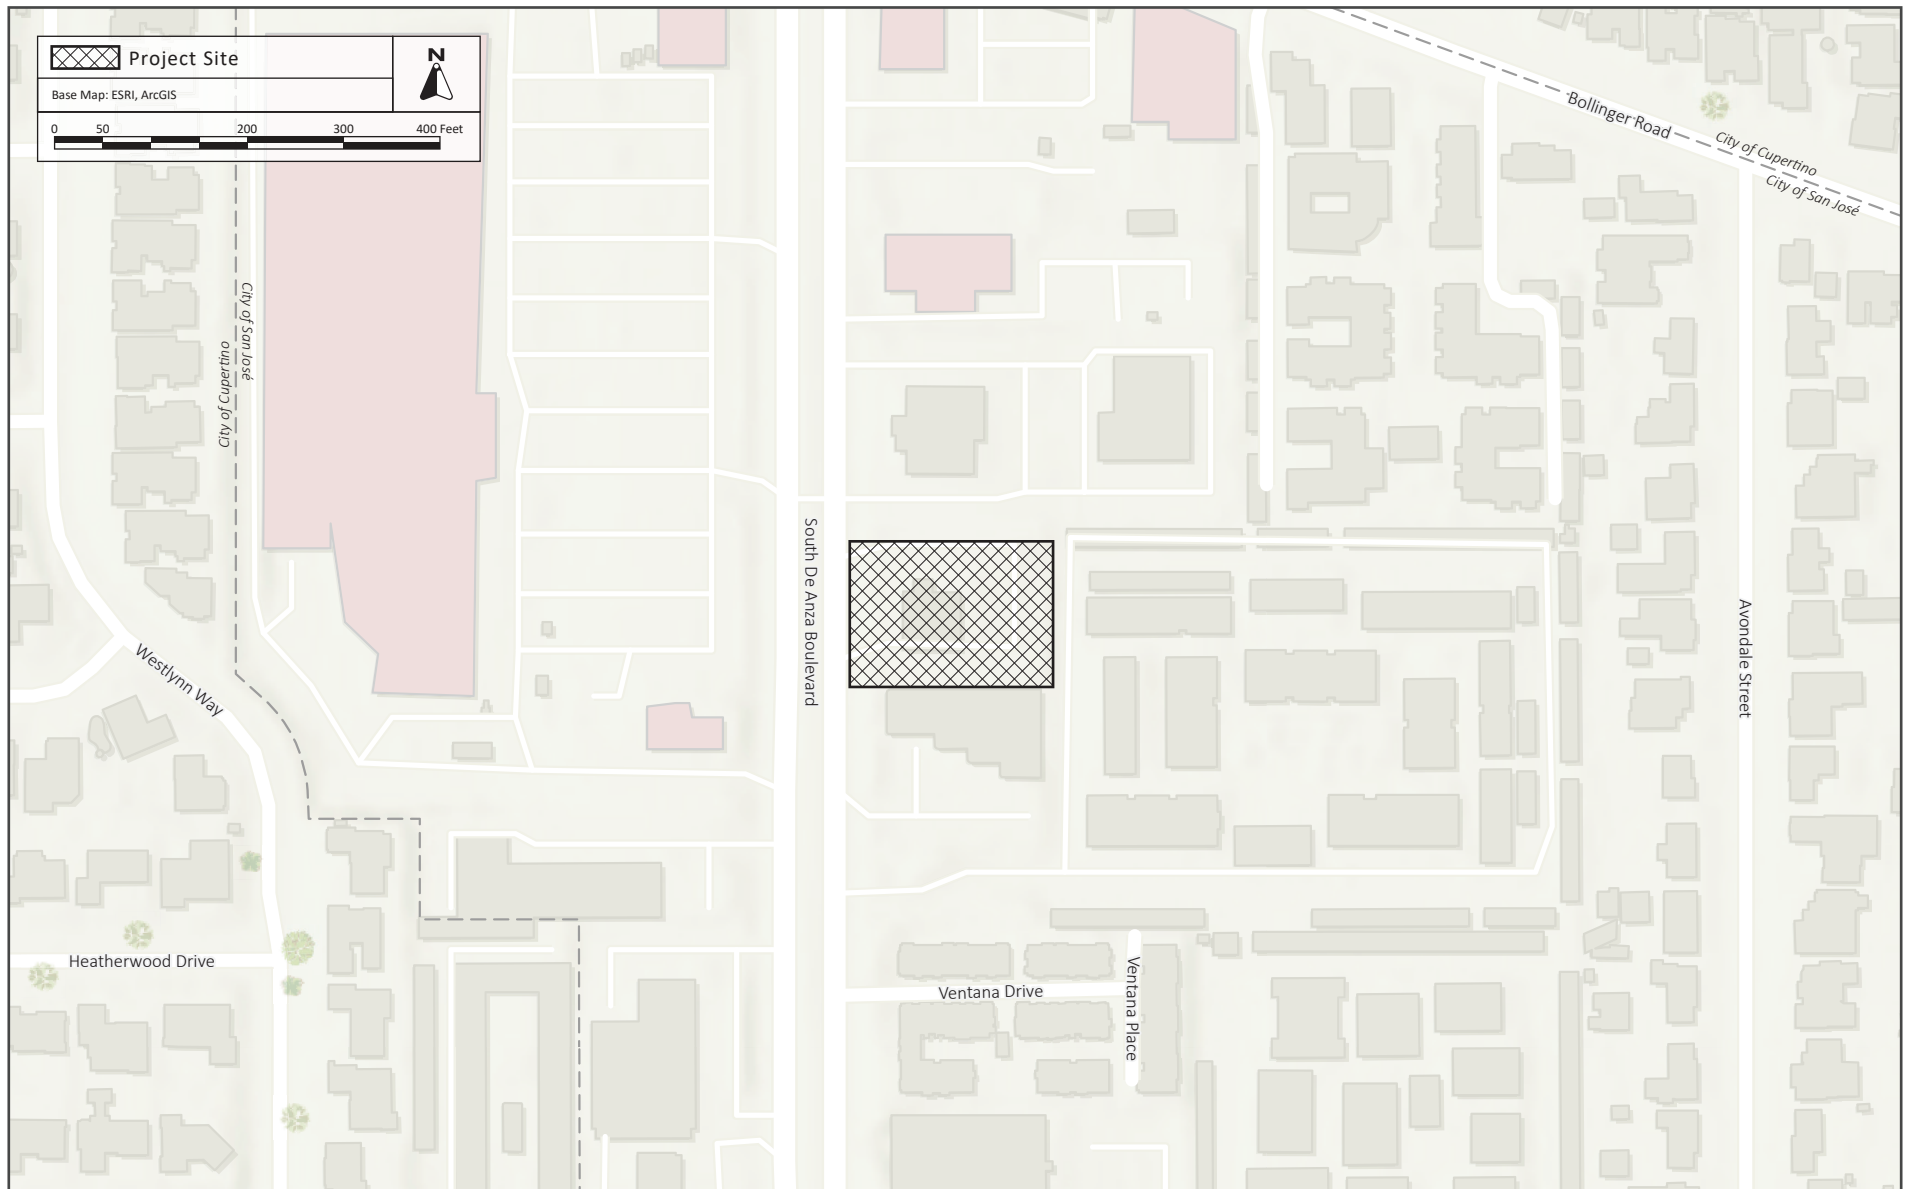 Project Site
N
Base Map: ESRI, ArcGIS
0 50 200 300 400 Feet
Bollinger Road
City of Cupertino
City of San José
City of San José
City of Cupertino
South De Anza Boulevard
Westlynn Way
Avondale Street
Heatherwood Drive
Ventana Drive
Ventana Place